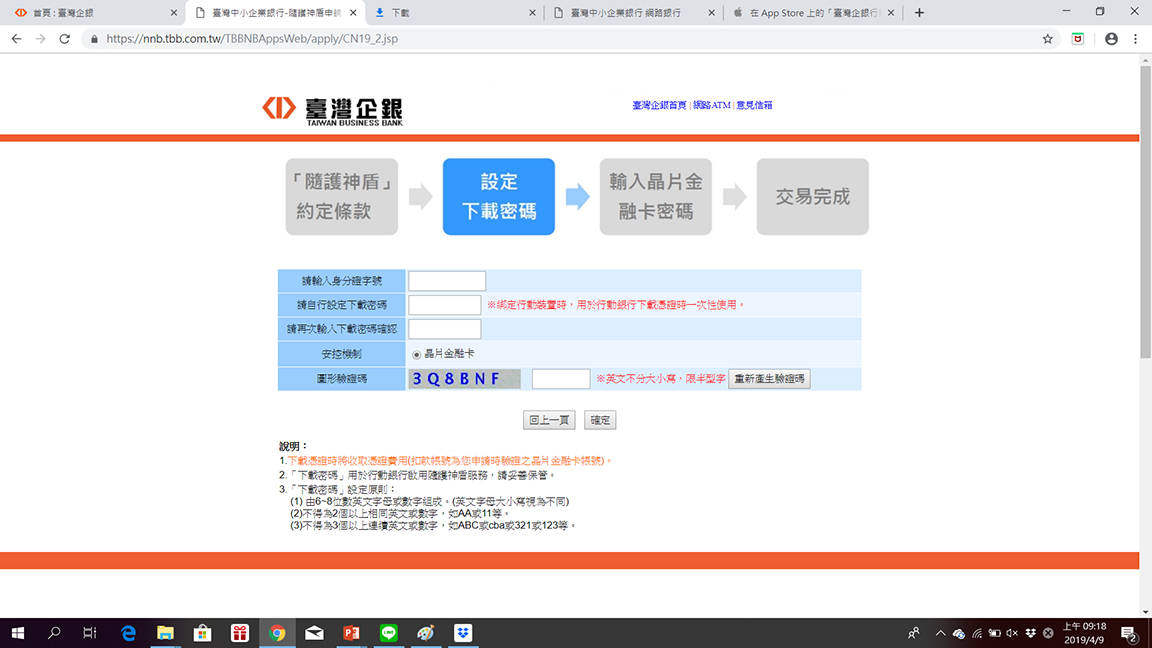 首頁 : 臺灣企銀
臺灣中小企業銀行-隨護神盾申請
下載
臺灣中小企業銀行 網路銀行
在 App Store 上的「臺灣企銀行
https://nnb.tbb.com.tw/TBBNBAppsWeb/apply/CN19_2.jsp
臺灣企銀
TAIWAN BUSINESS BANK
臺灣企銀首頁 | 網路ATM | 意見信箱
「隨護神盾」
約定條款
設定
下載密碼
輸入晶片金
融卡密碼
交易完成
請輸入身分證字號
請自行設定下載密碼 ※綁定行動裝置時，用於行動銀行下載憑證時一次性使用。
請再次輸入下載密碼確認
安控機制 晶片金融卡
圖形驗證碼 3Q8BNF ※英文不分大小寫，限半型字 重新產生驗證碼
回上一頁 確定
說明：
1.下載憑證時將收取憑證費用(扣款帳號為您申請時驗證之晶片金融卡帳號)。
2.「下載密碼」用於行動銀行啟用隨護神盾服務，請妥善保管。
3.「下載密碼」設定原則：
(1) 由6~8位數英文字母或數字組成。(英文字母大小寫視為不同)
(2)不得為2個以上相同英文或數字，如AA或11等。
(3)不得為3個以上連續英文或數字，如ABC或cba或321或123等。
上午 09:18
2019/4/9
2